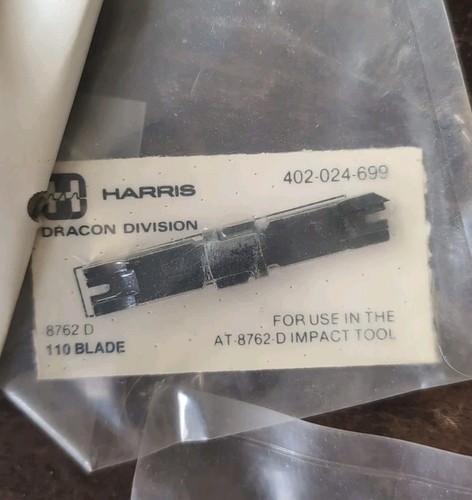 HARRIS
402-024-699
DRACON DIVISION
8762 D
110 BLADE
FOR USE IN THE
AT-8762-D IMPACT TOOL